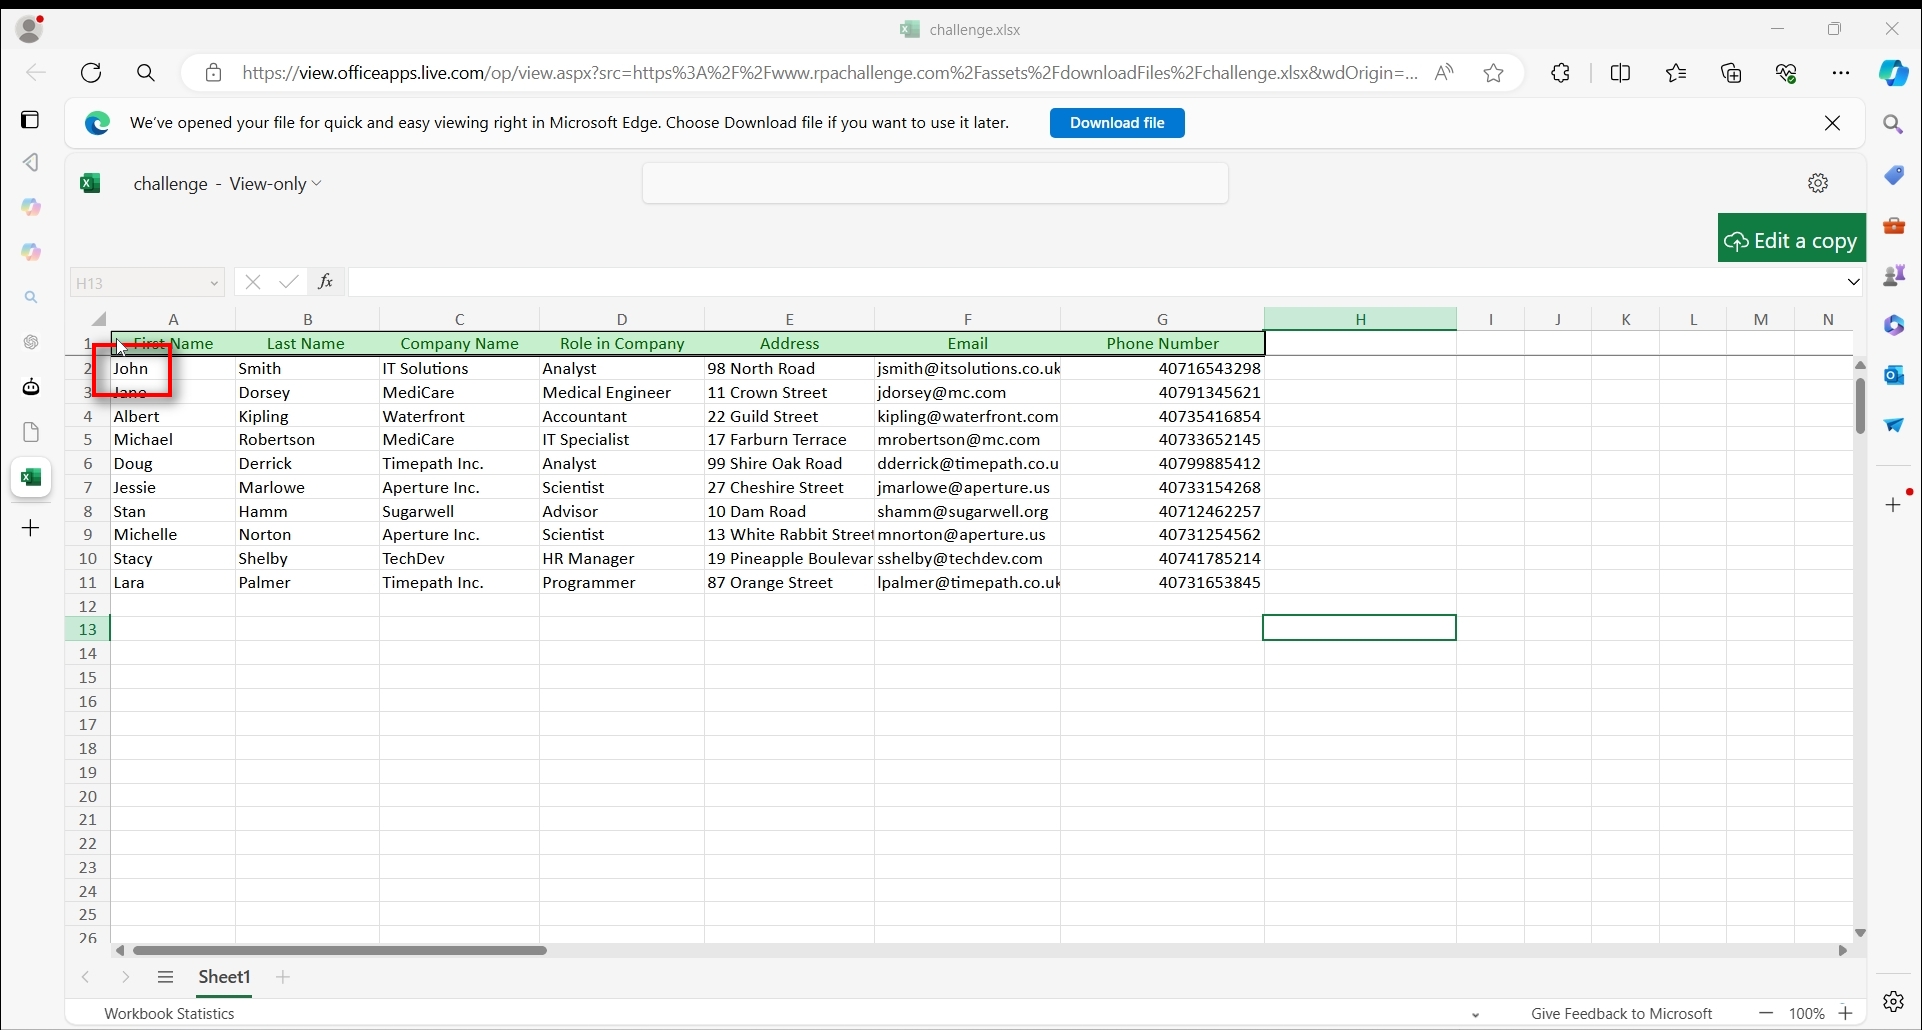 challenge.xlsx
https://view.officeapps.live.com/op/view.aspx?src=https%3A%2F%2Fwww.rpachallenge.com%2Fassets%2FdownloadFiles%2Fchallenge.xlsx&wdOrigin=...
We've opened your file for quick and easy viewing right in Microsoft Edge. Choose Download file if you want to use it later. Download file
challenge - View-only
Edit a copy
H13 fx
A B C D E F G H I J K L M N
1 First Name Last Name Company Name Role in Company Address Email Phone Number
2 John Smith IT Solutions Analyst 98 North Road jsmith@itsolutions.co.uk 40716543298
3 Jane Dorsey MediCare Medical Engineer 11 Crown Street jdorsey@mc.com 40791345621
4 Albert Kipling Waterfront Accountant 22 Guild Street kipling@waterfront.com 40735416854
5 Michael Robertson MediCare IT Specialist 17 Farburn Terrace mrobertson@mc.com 40733652145
6 Doug Derrick Timepath Inc. Analyst 99 Shire Oak Road dderrick@timepath.co.u 40799885412
7 Jessie Marlowe Aperture Inc. Scientist 27 Cheshire Street jmarlowe@aperture.us 40733154268
8 Stan Hamm Sugarwell Advisor 10 Dam Road shamm@sugarwell.org 40712462257
9 Michelle Norton Aperture Inc. Scientist 13 White Rabbit Street mnorton@aperture.us 40731254562
10 Stacy Shelby TechDev HR Manager 19 Pineapple Boulevar sshelby@techdev.com 40741785214
11 Lara Palmer Timepath Inc. Programmer 87 Orange Street lpalmer@timepath.co.uk 40731653845
12
13
14
15
16
17
18
19
20
21
22
23
24
25
26
Sheet1
Workbook Statistics Give Feedback to Microsoft 100%